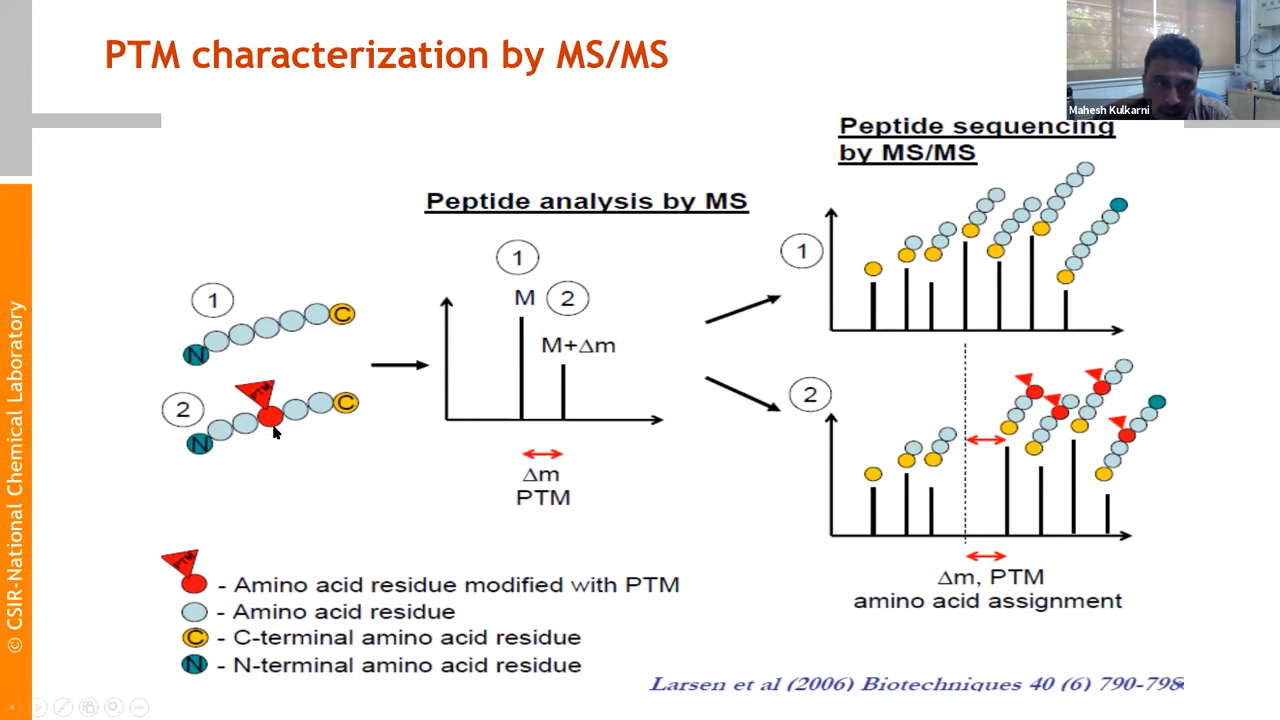 PTM characterization by MS/MS
Mahesh Kulkarni
© CSIR-National Chemical Laboratory
Peptide analysis by MS
Peptide sequencing
by MS/MS
1
N
C
2
PTM
N
C
1
M
2
M+Δm
Δm
PTM
1
2
Δm, PTM
amino acid assignment
PTM
- Amino acid residue modified with PTM
- Amino acid residue
C - C-terminal amino acid residue
N - N-terminal amino acid residue
Larsen et al (2006) Biotechniques 40 (6) 790-798